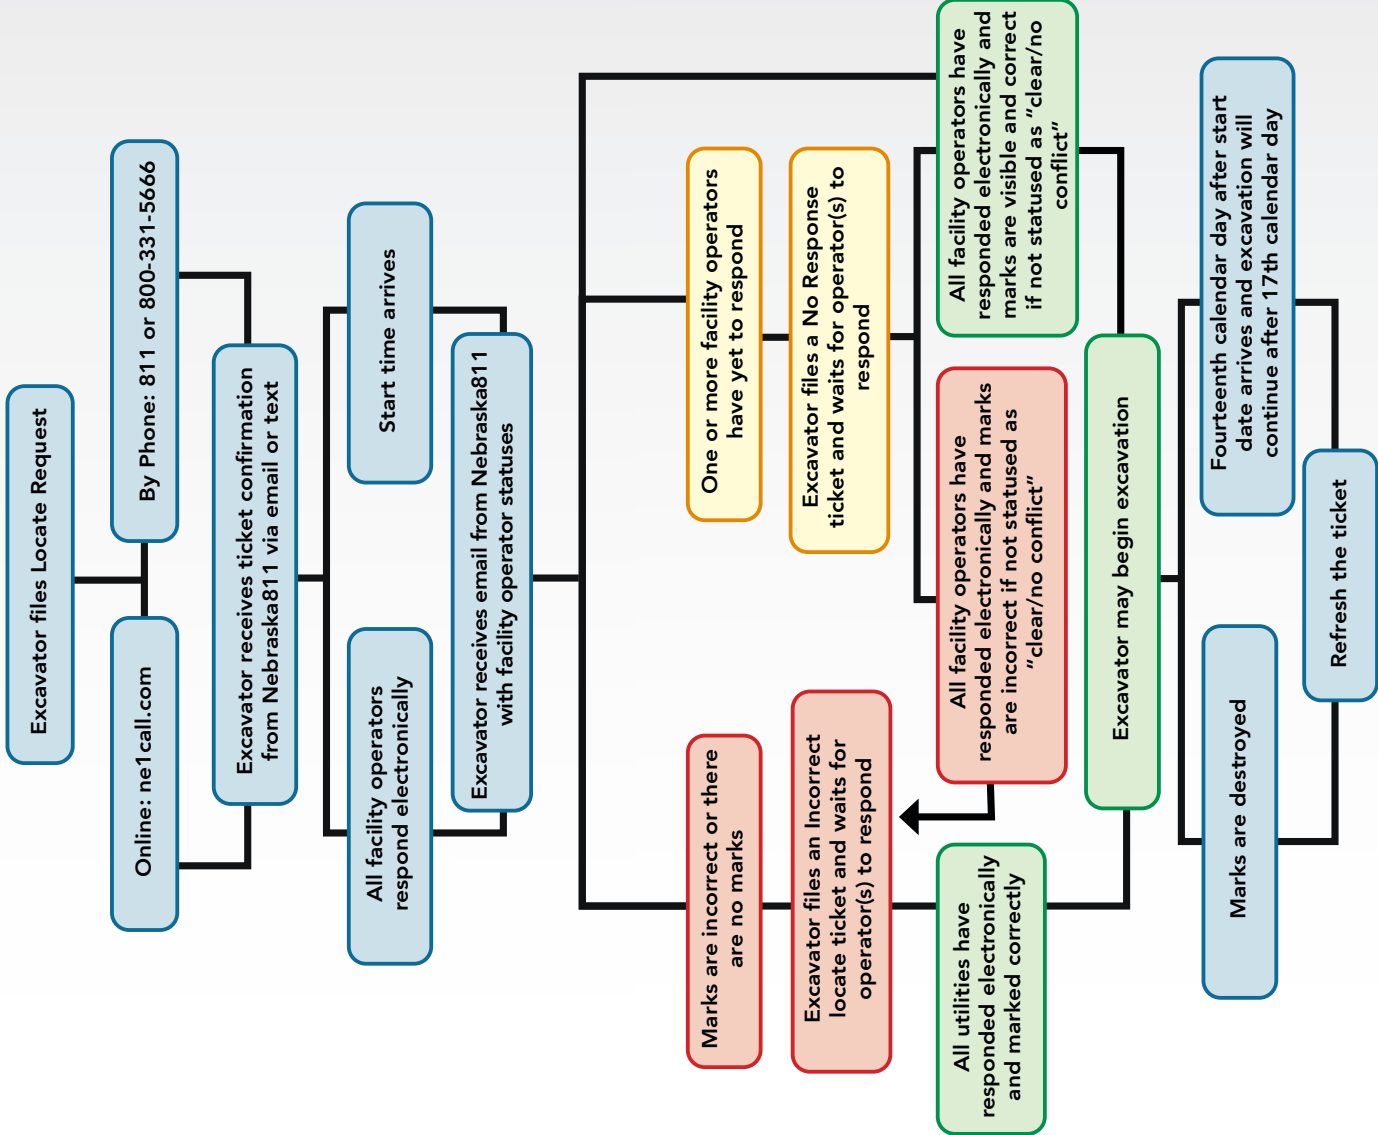 Excavator files Locate Request
Online: ne1call.com
By Phone: 811 or 800-331-5666
Excavator receives ticket confirmation
from Nebraska811 via email or text
All facility operators
respond electronically
Start time arrives
Excavator receives email from Nebraska811
with facility operator statuses
Marks are incorrect or there
are no marks
One or more facility operators
have yet to respond
Excavator files an Incorrect
locate ticket and waits for
operator(s) to respond
Excavator files a No Response
ticket and waits for operator(s) to
respond
All utilities have
responded electronically
and marked correctly
All facility operators have
responded electronically and marks
are incorrect if not statused as
“clear/no conflict”
All facility operators have
responded electronically and
marks are visible and correct
if not statused as “clear/no
conflict”
Excavator may begin excavation
Marks are destroyed
Fourteenth calendar day after start
date arrives and excavation will
continue after 17th calendar day
Refresh the ticket